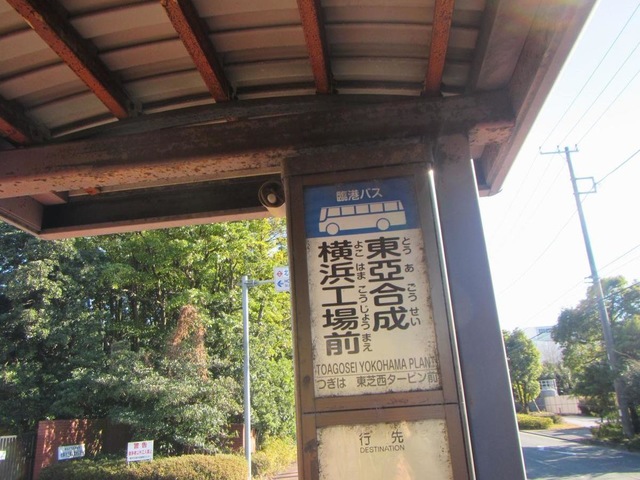 臨港バス
東亞合成
とう あ ごう せい
横浜工場前
よこ はま こう じょう まえ
TOAGOSEI YOKOHAMA PLANT
つぎは 東芝西タービン前
行先
DESTINATION
警告